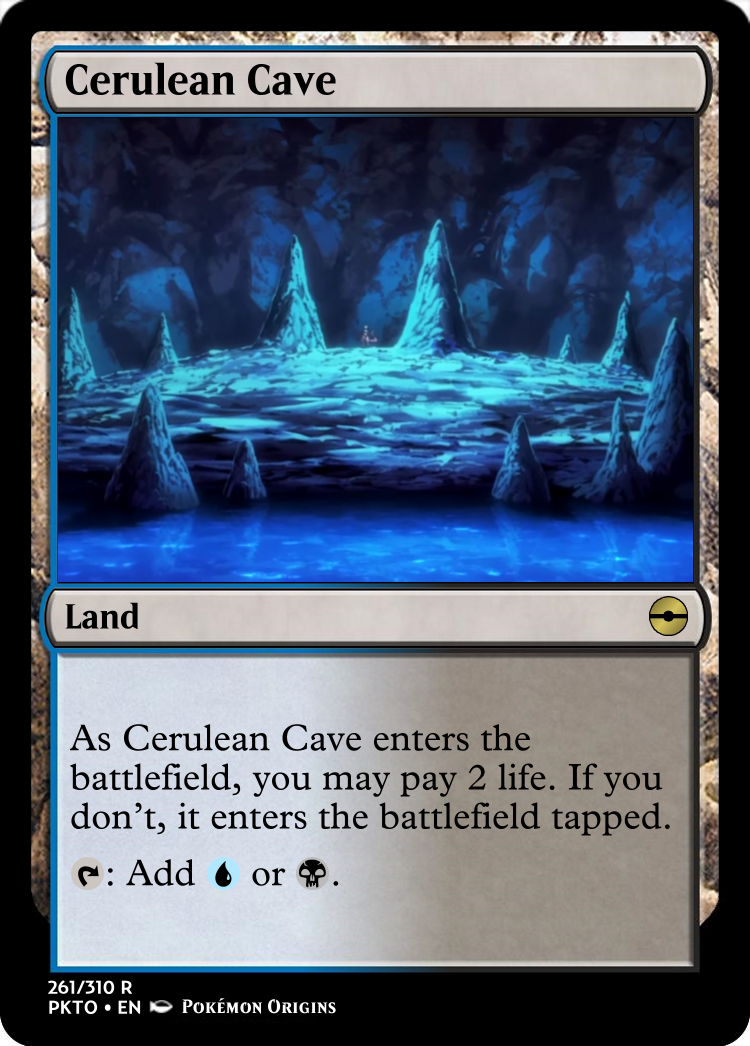 Cerulean Cave
Land
As Cerulean Cave enters the
battlefield, you may pay 2 life. If you
don't, it enters the battlefield tapped.
: Add or .
261/310 R
PKTO • EN Pokémon Origins